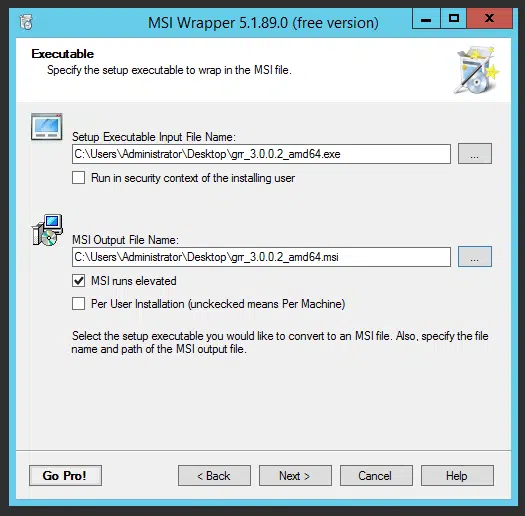 MSI Wrapper 5.1.89.0 (free version)
Executable
Specify the setup executable to wrap in the MSI file.
Setup Executable Input File Name:
C:\Users\Administrator\Desktop\grr_3.0.0.2_amd64.exe
...
Run in security context of the installing user
MSI Output File Name:
C:\Users\Administrator\Desktop\grr_3.0.0.2_amd64.msi
...
MSI runs elevated
Per User Installation (unckecked means Per Machine)
Select the setup executable you would like to convert to an MSI file. Also, specify the file
name and path of the MSI output file.
Go Pro!
< Back
Next >
Cancel
Help